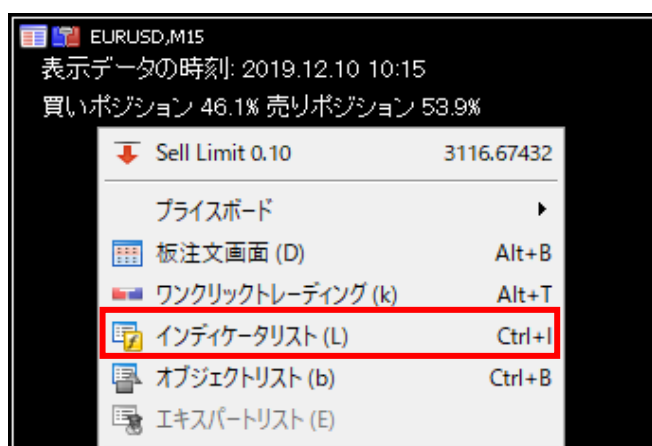 EURUSD,M15
表示データの時刻: 2019.12.10 10:15
買いポジション 46.1% 売りポジション 53.9%
Sell Limit 0.10 3116.67432
プライスボード
板注文画面 (D) Alt+B
ワンクリックトレーディング (k) Alt+T
インディケータリスト (L) Ctrl+I
オブジェクトリスト (b) Ctrl+B
エキスパートリスト (E)